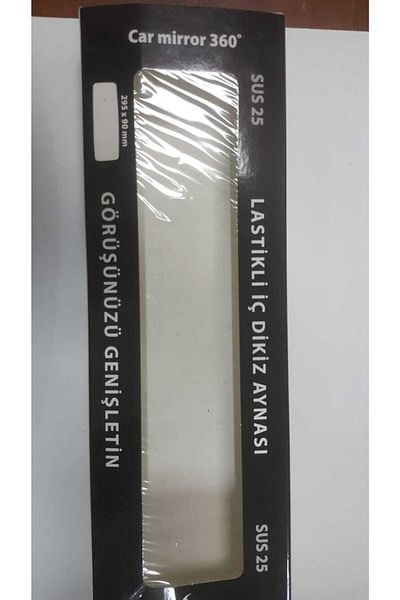 Car mirror 360°
295 x 90 mm
GÖRÜŞÜNÜZÜ GENİŞLETİN
SUS 25
LASTİKLİ İÇ DİKİZ AYNASI
SUS 25